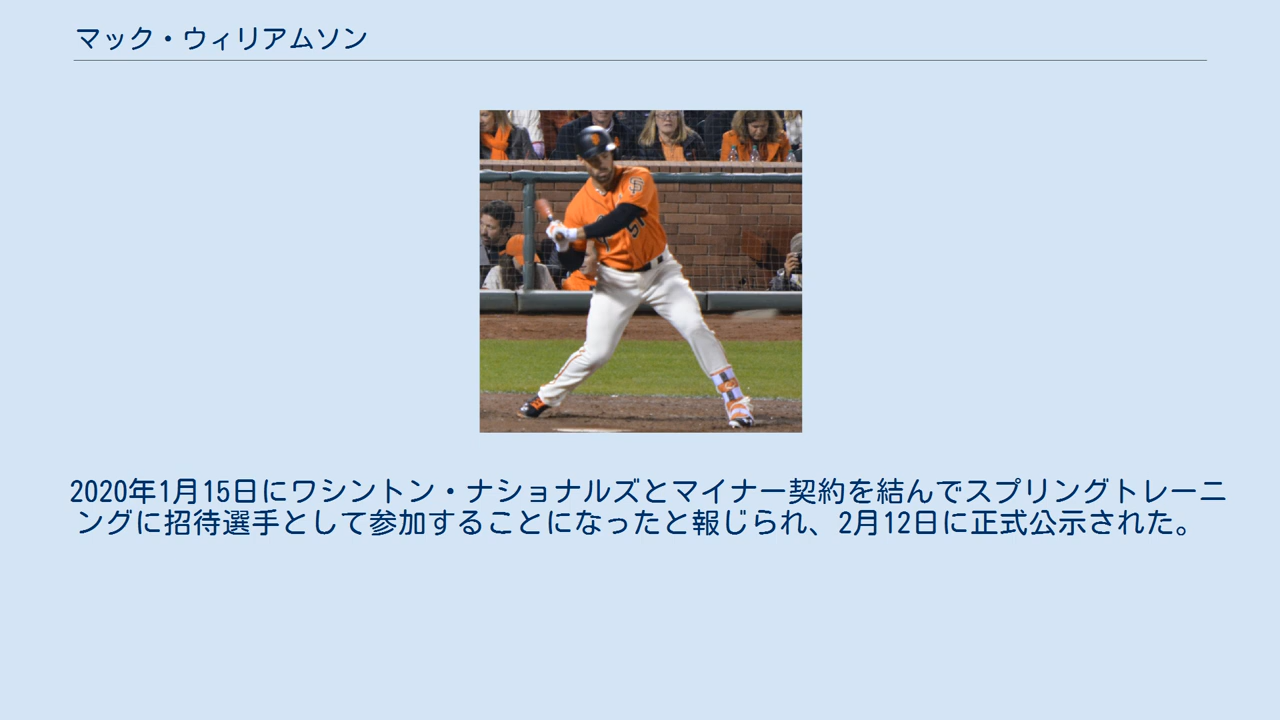 マック・ウィリアムソン
SF
51
2020年1月15日にワシントン・ナショナルズとマイナー契約を結んでスプリングトレーニ
ングに招待選手として参加することになったと報じられ、2月12日に正式公示された。